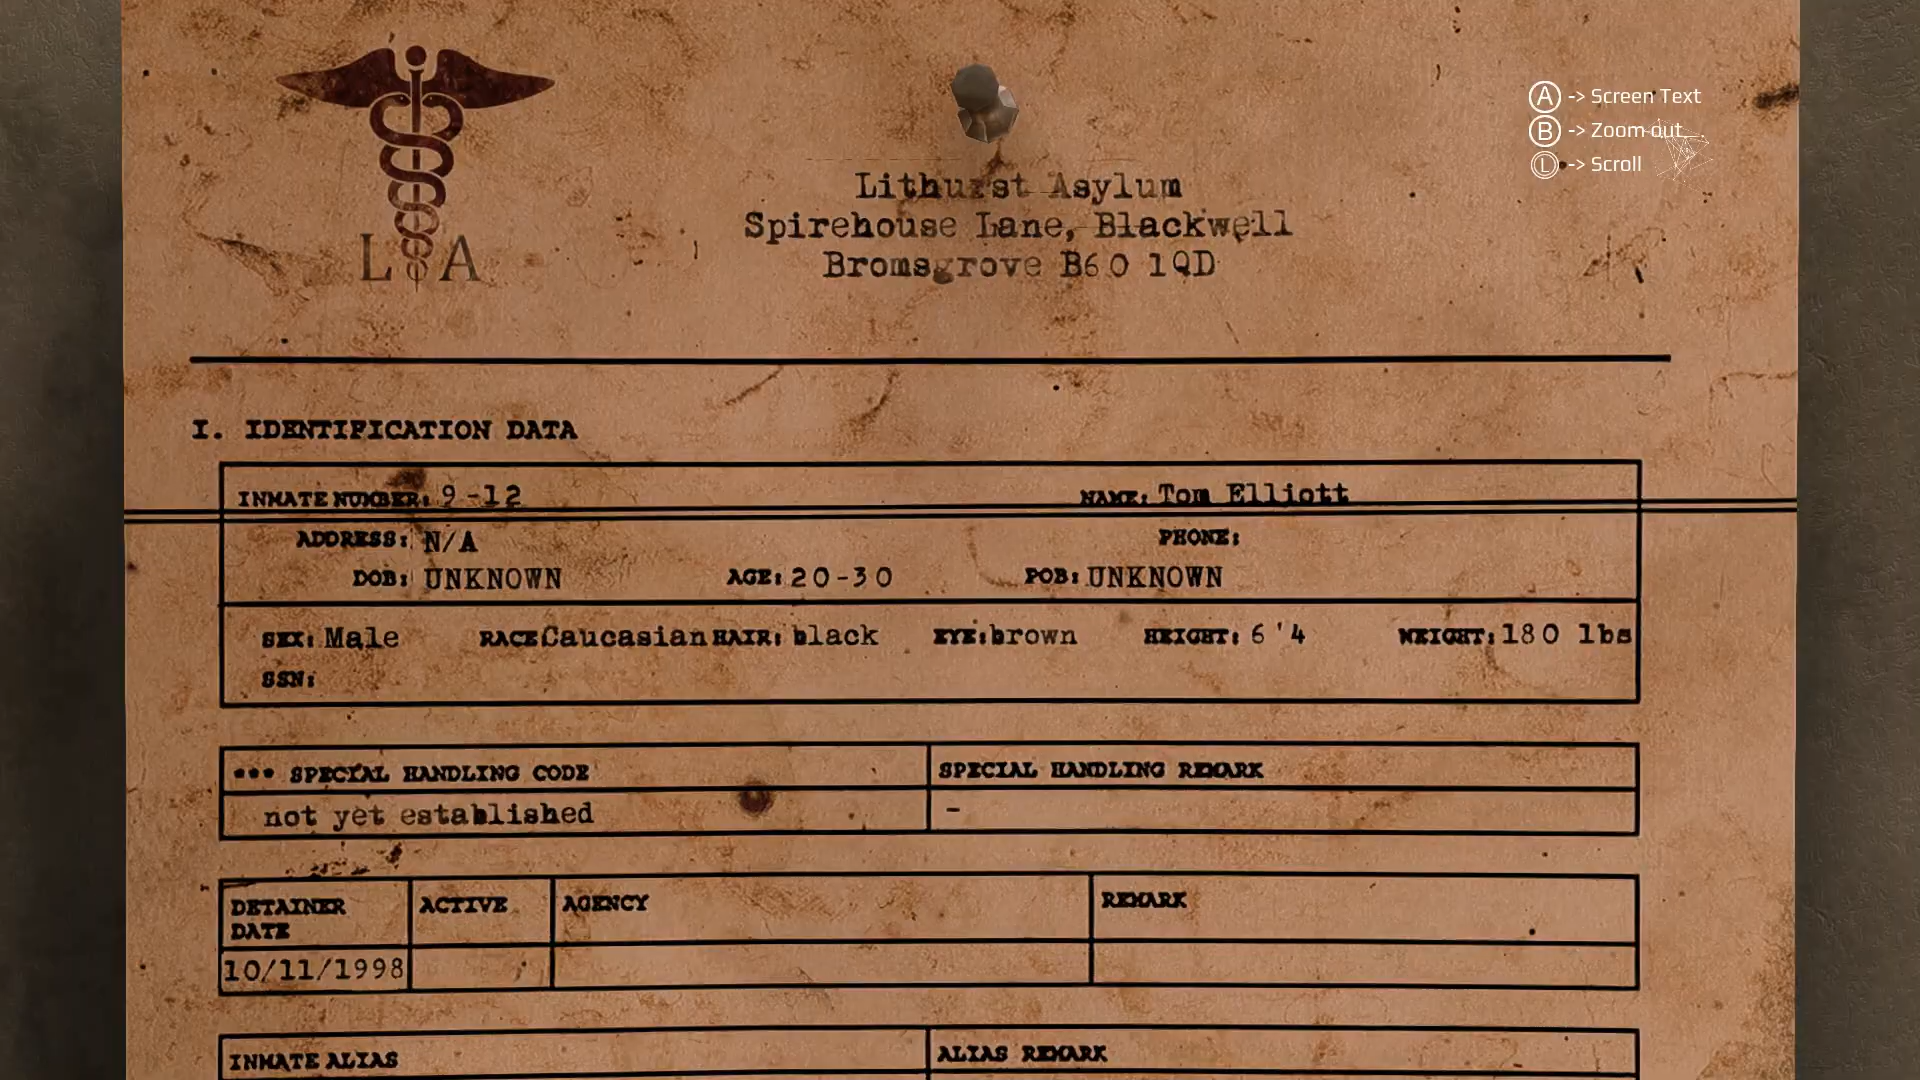 L A
A -> Screen Text
B -> Zoom out
L -> Scroll
Lithurst Asylum
Spirehouse Lane, Blackwell
Bromsgrove B60 1QD
I. IDENTIFICATION DATA
INMATE NUMBER: 9-12 NAME: Tom Elliott
ADDRESS: N/A PHONE:
DOB: UNKNOWN AGE: 20-30 POB: UNKNOWN
SEX: Male RACE Caucasian HAIR: black EYE: brown HEIGHT: 6'4 WEIGHT: 180 lbs
SSN:
*** SPECIAL HANDLING CODE SPECIAL HANDLING REMARK
not yet established -
DETAINER ACTIVE AGENCY REMARK
DATE
10/11/1998
INMATE ALIAS ALIAS REMARK